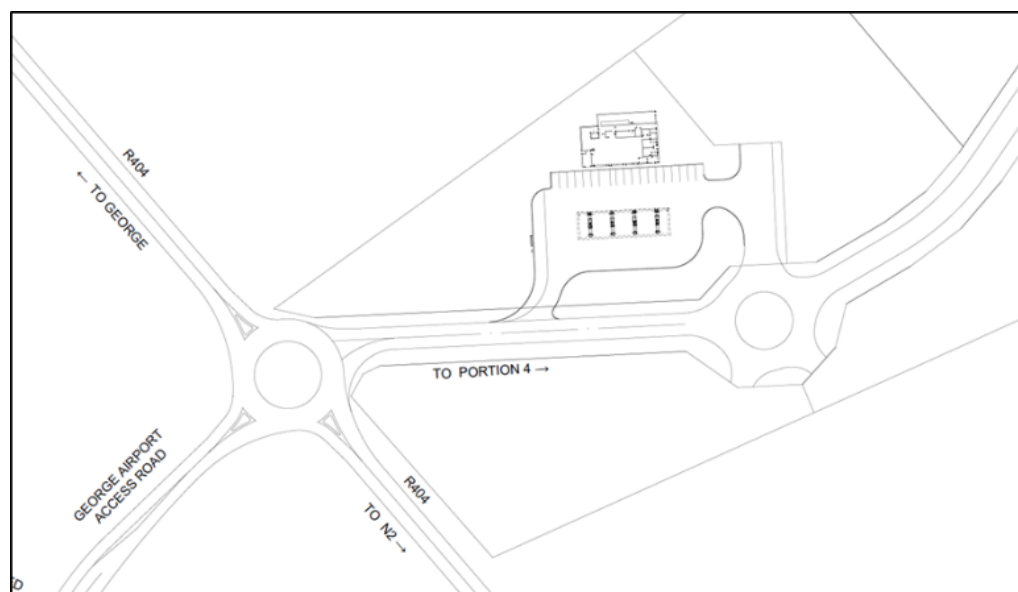 R404
← TO GEORGE
TO PORTION 4 →
GEORGE AIRPORT
ACCESS ROAD
R404
TO N2 →